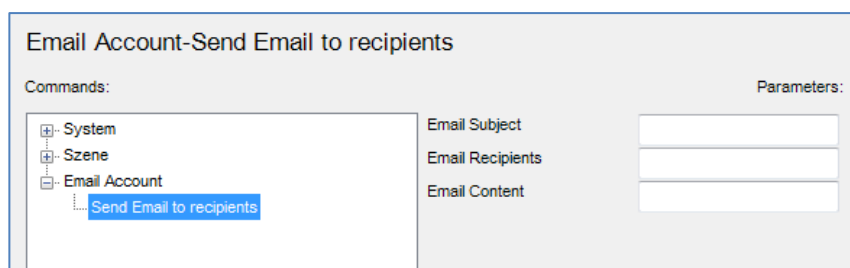 Email Account-Send Email to recipients
Commands:
Parameters:
System
Szene
Email Account
Send Email to recipients
Email Subject
Email Recipients
Email Content